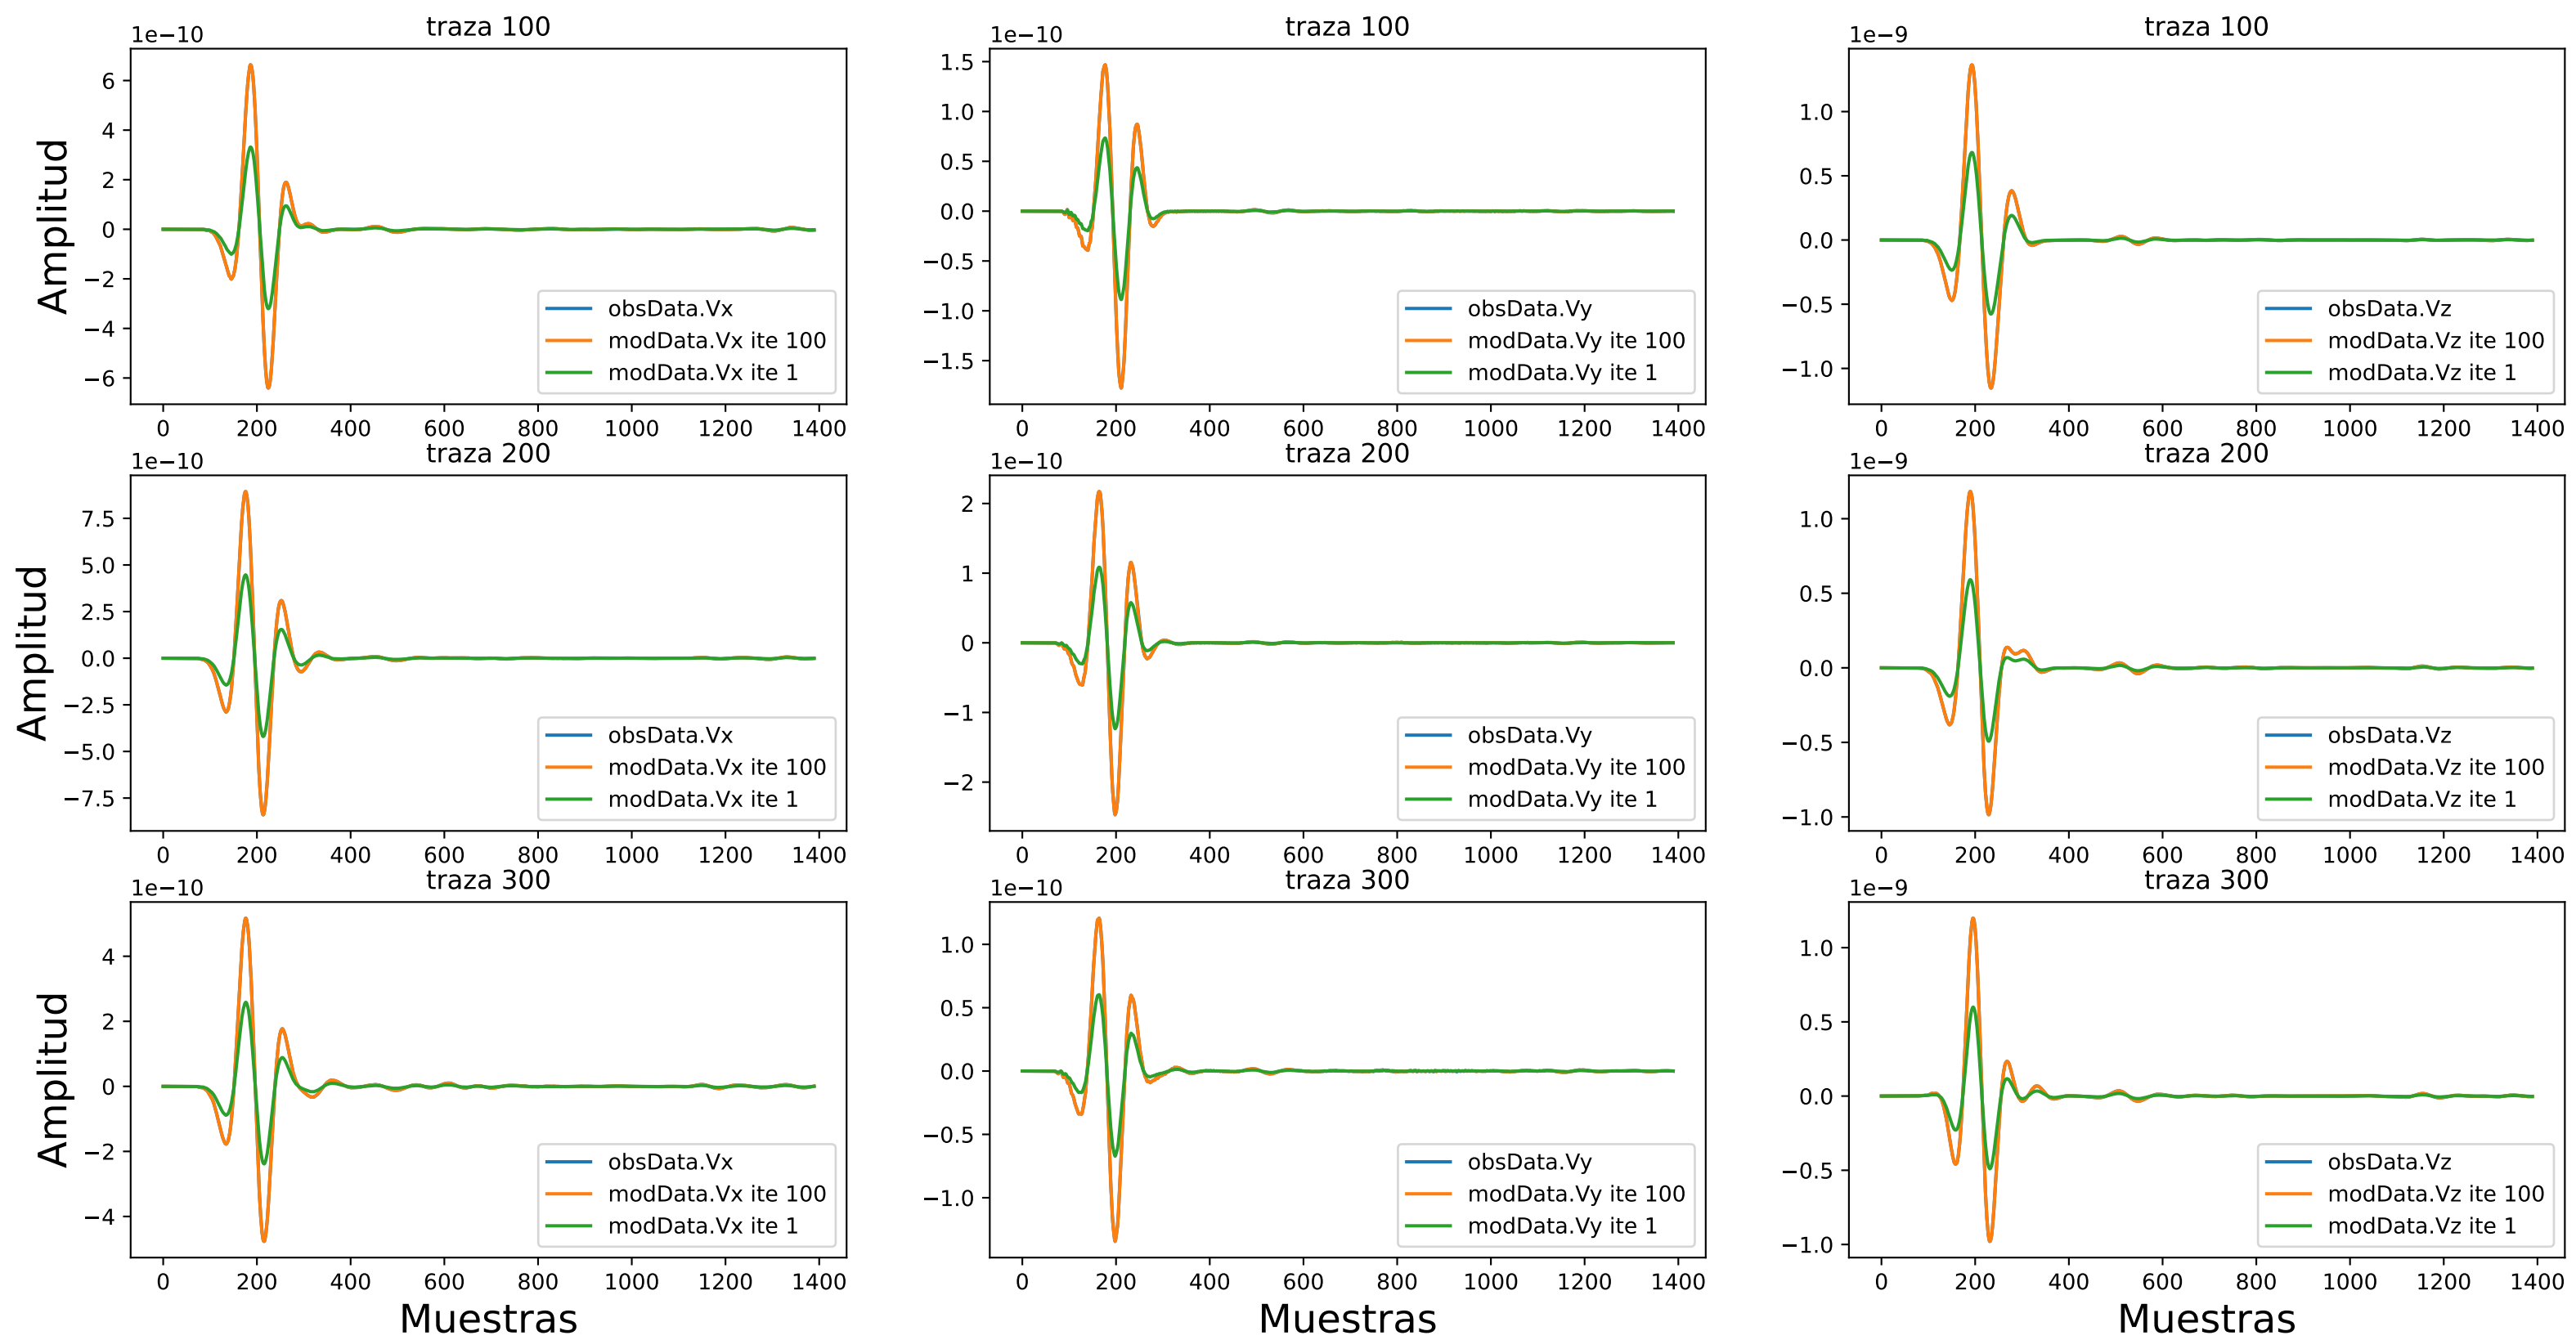 traza 100
1e−10
6
4
2
0
−2
−4
−6
Amplitud
obsData.Vx
modData.Vx ite 100
modData.Vx ite 1
0 200 400 600 800 1000 1200 1400
traza 100
1e−10
1.5
1.0
0.5
0.0
−0.5
−1.0
−1.5
obsData.Vy
modData.Vy ite 100
modData.Vy ite 1
0 200 400 600 800 1000 1200 1400
traza 100
1e−9
1.0
0.5
0.0
−0.5
−1.0
obsData.Vz
modData.Vz ite 100
modData.Vz ite 1
0 200 400 600 800 1000 1200 1400
traza 200
1e−10
7.5
5.0
2.5
0.0
−2.5
−5.0
−7.5
Amplitud
obsData.Vx
modData.Vx ite 100
modData.Vx ite 1
0 200 400 600 800 1000 1200 1400
traza 200
1e−10
2
1
0
−1
−2
obsData.Vy
modData.Vy ite 100
modData.Vy ite 1
0 200 400 600 800 1000 1200 1400
traza 200
1e−9
1.0
0.5
0.0
−0.5
−1.0
obsData.Vz
modData.Vz ite 100
modData.Vz ite 1
0 200 400 600 800 1000 1200 1400
traza 300
1e−10
4
2
0
−2
−4
Amplitud
obsData.Vx
modData.Vx ite 100
modData.Vx ite 1
0 200 400 600 800 1000 1200 1400
Muestras
traza 300
1e−10
1.0
0.5
0.0
−0.5
−1.0
obsData.Vy
modData.Vy ite 100
modData.Vy ite 1
0 200 400 600 800 1000 1200 1400
Muestras
traza 300
1e−9
1.0
0.5
0.0
−0.5
−1.0
obsData.Vz
modData.Vz ite 100
modData.Vz ite 1
0 200 400 600 800 1000 1200 1400
Muestras